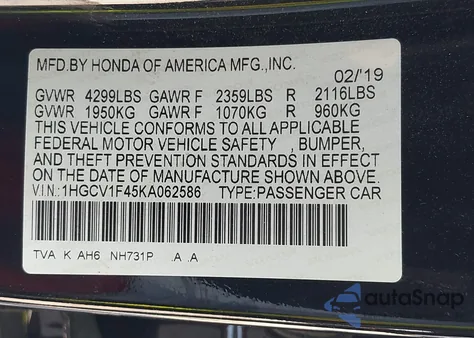 MFD.BY HONDA OF AMERICA MFG.,INC.
02/'19
GVWR 4299LBS GAWR F 2359LBS R 2116LBS
GVWR 1950KG GAWR F 1070KG R 960KG
THIS VEHICLE CONFORMS TO ALL APPLICABLE
FEDERAL MOTOR VEHICLE SAFETY , BUMPER,
AND THEFT PREVENTION STANDARDS IN EFFECT
ON THE DATE OF MANUFACTURE SHOWN ABOVE.
V.I.N.:1HGCV1F45KA062586 TYPE:PASSENGER CAR
TVA K AH6 NH731P .A .A
autoSnap